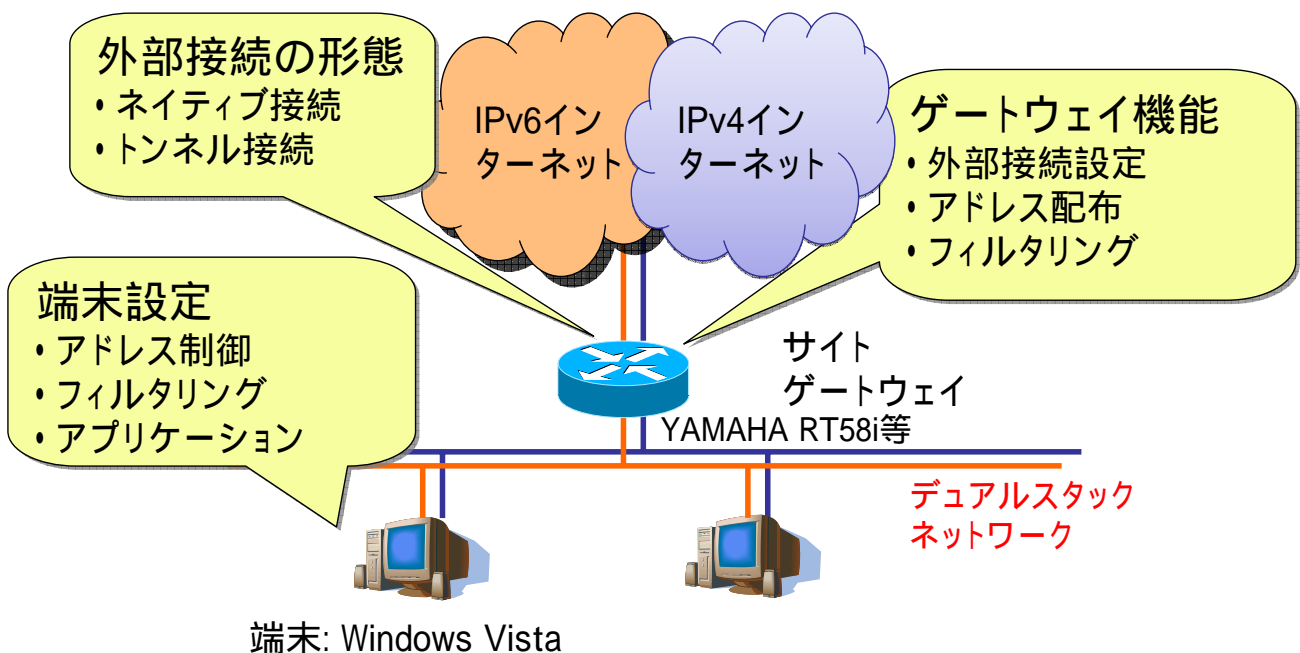 外部接続の形態
・ネイティブ接続
・トンネル接続
IPv6イン
ターネット
IPv4イン
ターネット
ゲートウェイ機能
・外部接続設定
・アドレス配布
・フィルタリング
端末設定
・アドレス制御
・フィルタリング
・アプリケーション
サイト
ゲートウェイ
YAMAHA RT58i等
デュアルスタック
ネットワーク
端末: Windows Vista